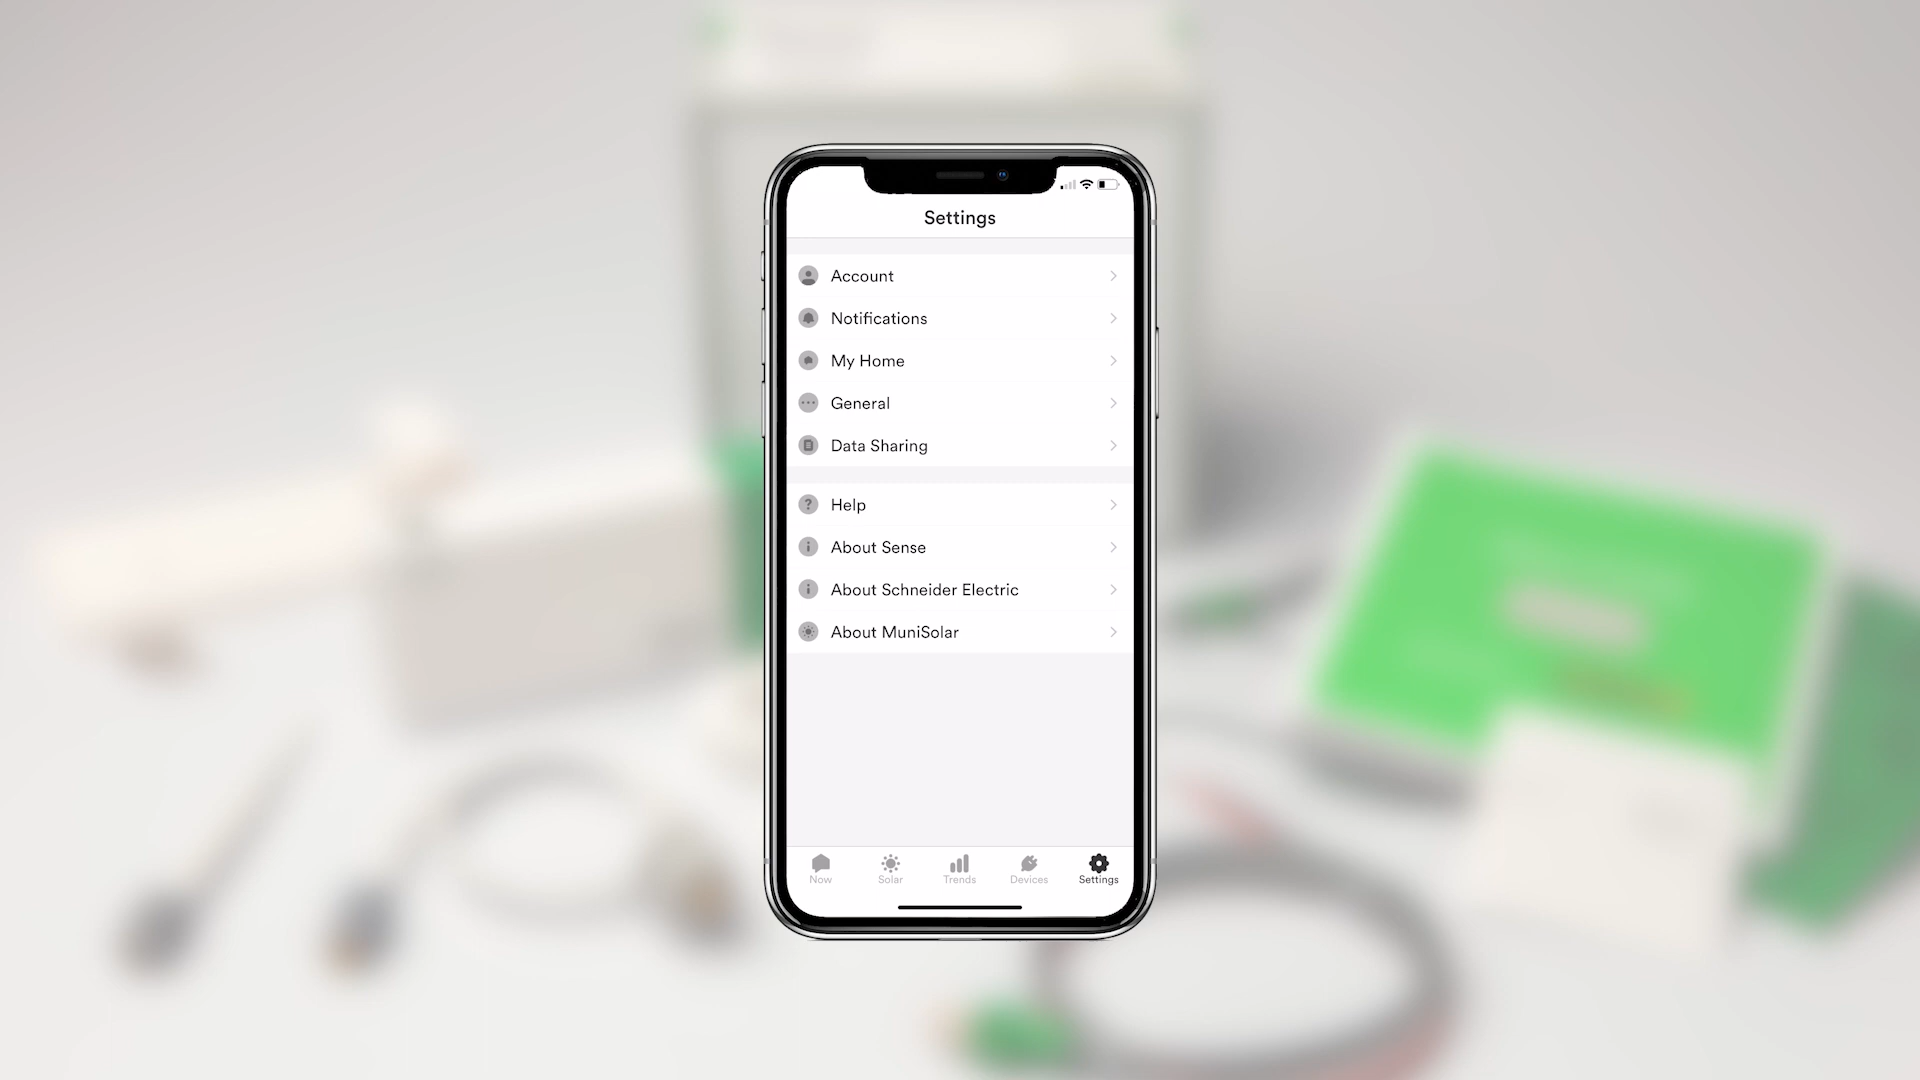 Settings
Account
Notifications
My Home
General
Data Sharing
Help
About Sense
About Schneider Electric
About MuniSolar
Now
Solar
Trends
Devices
Settings